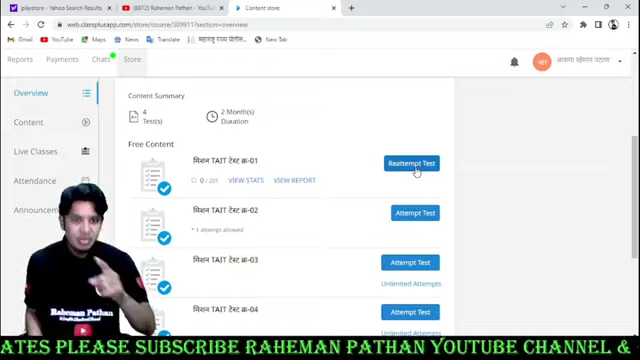 playstore - Yahoo Search Results
(8812) Raheman Pathan - YouT
Content store
web.classplusapp.com/store/course/309911?section=overview
Gmail
YouTube
Maps
News
Translate
New Tab
Reports
Payments
Chats
Store
Overview
Content
Live Classes
Attendance
Announcem
Content Summary
4
Test(s)
2 Month(s)
Duration
Free Content
मिशन TAIT टेस्ट क्र-01
0 / 201
VIEW STATS
VIEW REPORT
Reattempt Test
मिशन TAIT टेस्ट क्र-02
* 1 attempt allowed
Attempt Test
मिशन TAIT टेस्ट क्र-03
Attempt Test
Unlimited Attempts
मिशन TAIT टेस्ट क्र-04
Attempt Test
Unlimited Attempts
Raheman Pathan
ATES PLEASE SUBSCRIBE RAHEMAN PATHAN YOUTUBE CHANNEL &